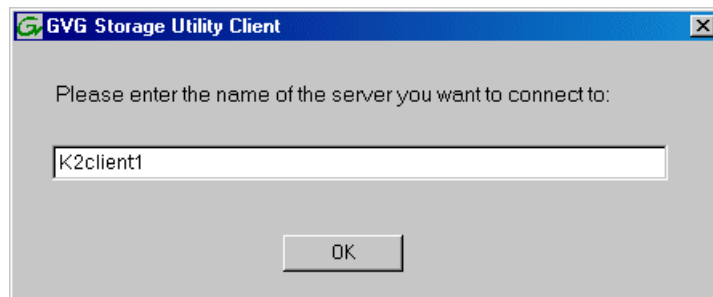 GVG Storage Utility Client
Please enter the name of the server you want to connect to:
K2client1
OK